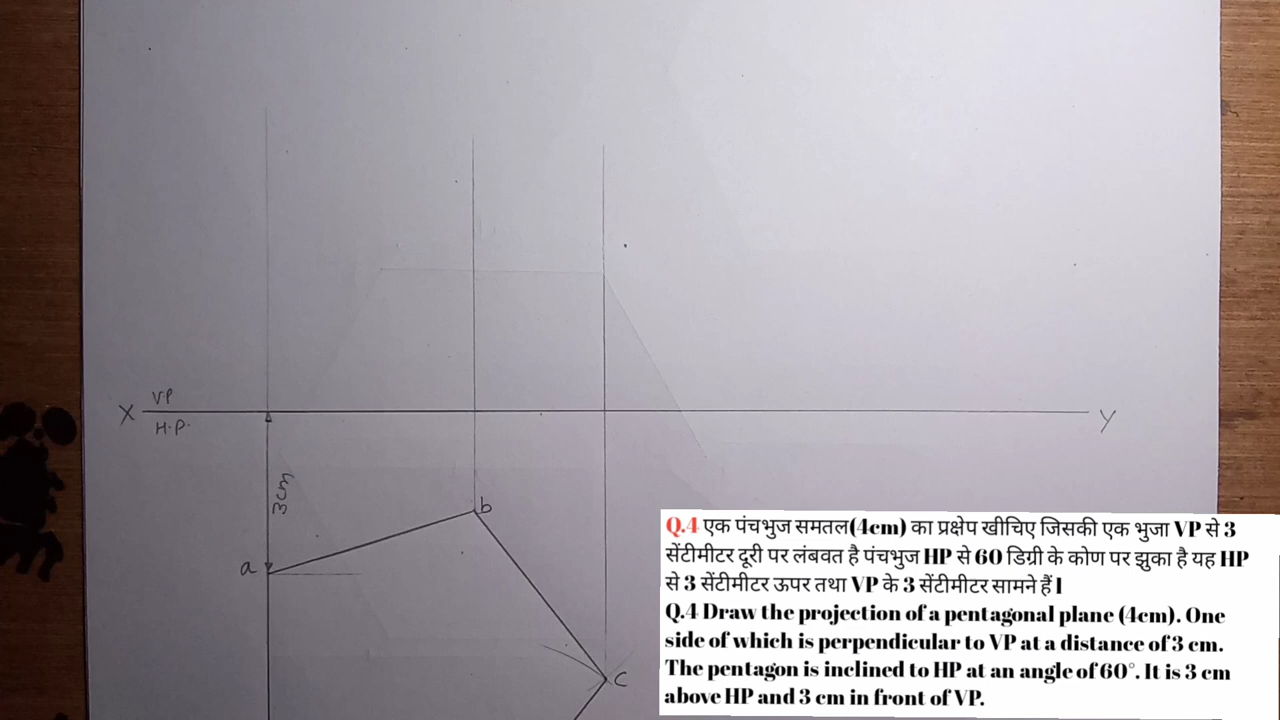 VP
X
Y
H.P.
3cm
b
a
C
Q.4 एक पंचभुज समतल(4cm) का प्रक्षेप खीचिए जिसकी एक भुजा VP से 3
सेंटीमीटर दूरी पर लंबवत है पंचभुज HP से 60 डिग्री के कोण पर झुका है यह HP
से 3 सेंटीमीटर ऊपर तथा VP के 3 सेंटीमीटर सामने हैं I
Q.4 Draw the projection of a pentagonal plane (4cm). One
side of which is perpendicular to VP at a distance of 3 cm.
The pentagon is inclined to HP at an angle of 60°. It is 3 cm
above HP and 3 cm in front of VP.